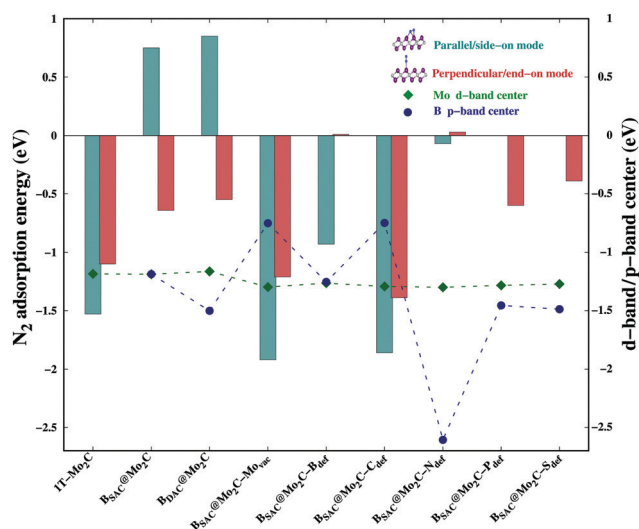 Parallel/side-on mode
Perpendicular/end-on mode
Mo d-band center
B p-band center
N2 adsorption energy (eV)
1
0.5
0
-0.5
-1
-1.5
-2
-2.5
d-band/p-band center (eV)
1
0.5
0
-0.5
-1
-1.5
-2
-2.5
1T-Mo2C
BSAC@Mo2C
BDAC@Mo2C
BSAC@Mo2C-Movac
BSAC@Mo2C-Bdef
BSAC@Mo2C-Cdef
BSAC@Mo2C-Ndef
BSAC@Mo2C-Pdef
BSAC@Mo2C-Sdef